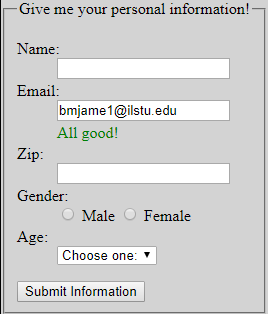 Give me your personal information!
Name:
Email:
bmjame1@ilstu.edu
All good!
Zip:
Gender:
Male Female
Age:
Choose one:
Submit Information